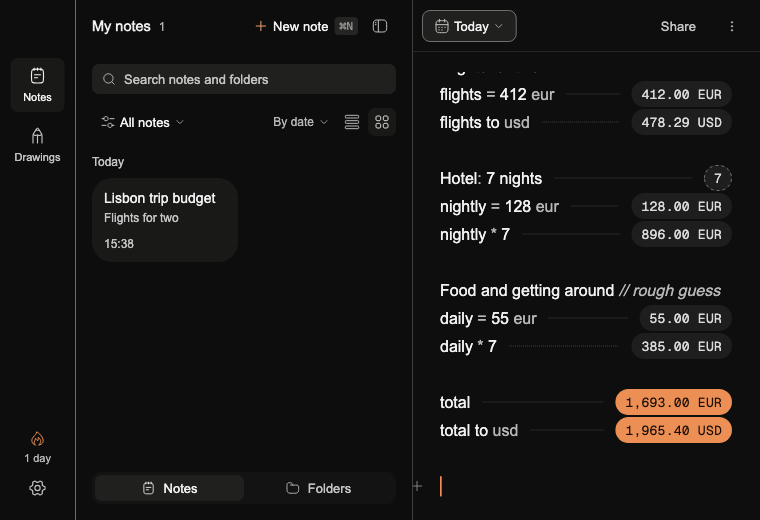 Notes
Drawings
1 day
My notes 1
New note ⌘N
Search notes and folders
All notes
By date
Today
Lisbon trip budget
Flights for two
15:38
Notes
Folders
Today
Share
flights = 412 eur 412.00 EUR
flights to usd 478.29 USD
Hotel: 7 nights 7
nightly = 128 eur 128.00 EUR
nightly * 7 896.00 EUR
Food and getting around // rough guess
daily = 55 eur 55.00 EUR
daily * 7 385.00 EUR
total 1,693.00 EUR
total to usd 1,965.40 USD